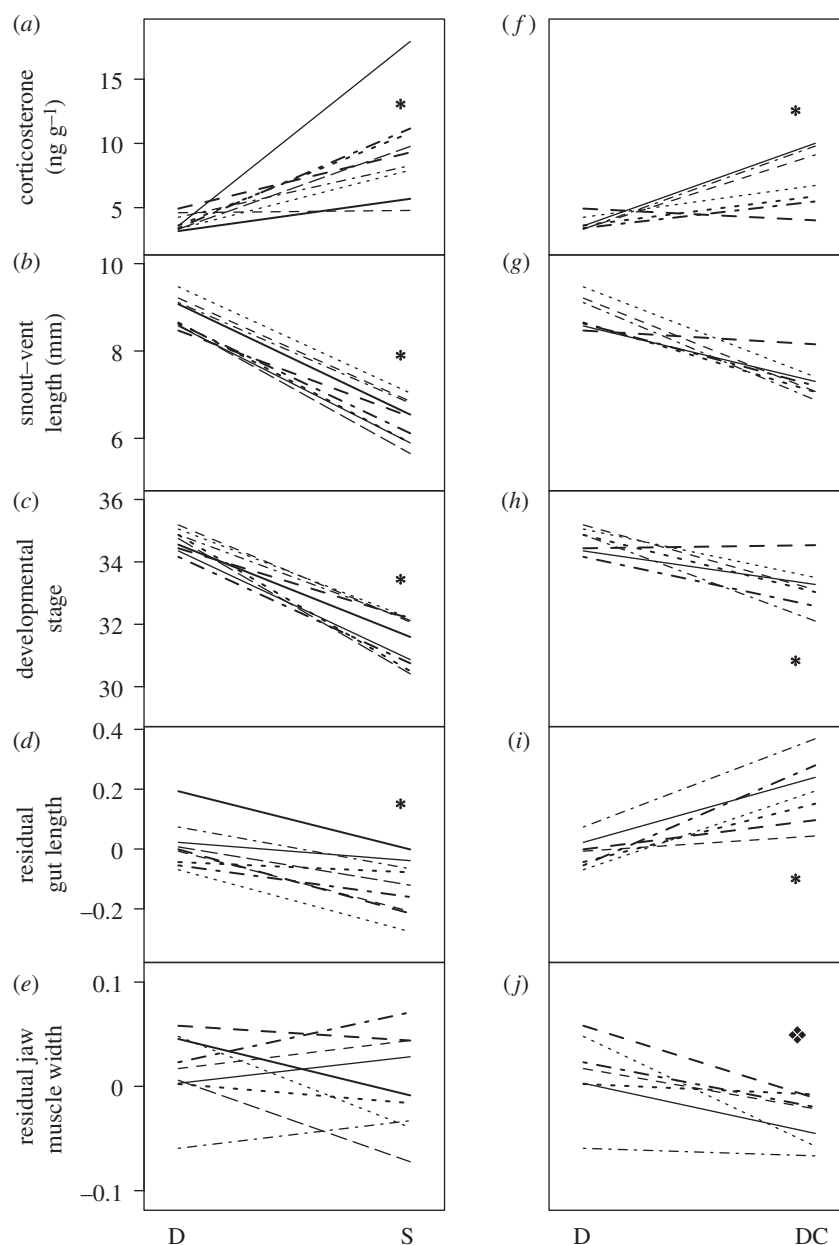 (a)
corticosterone
(ng g–1)
15
10
5
*
(f)
*
(b)
snout–vent
length (mm)
10
8
6
*
(g)
(c)
developmental
stage
36
34
32
30
*
(h)
*
(d)
residual
gut length
0.4
0.2
0
–0.2
*
(i)
*
(e)
residual jaw
muscle width
0.1
0
–0.1
(j)
❖
D
S
D
DC